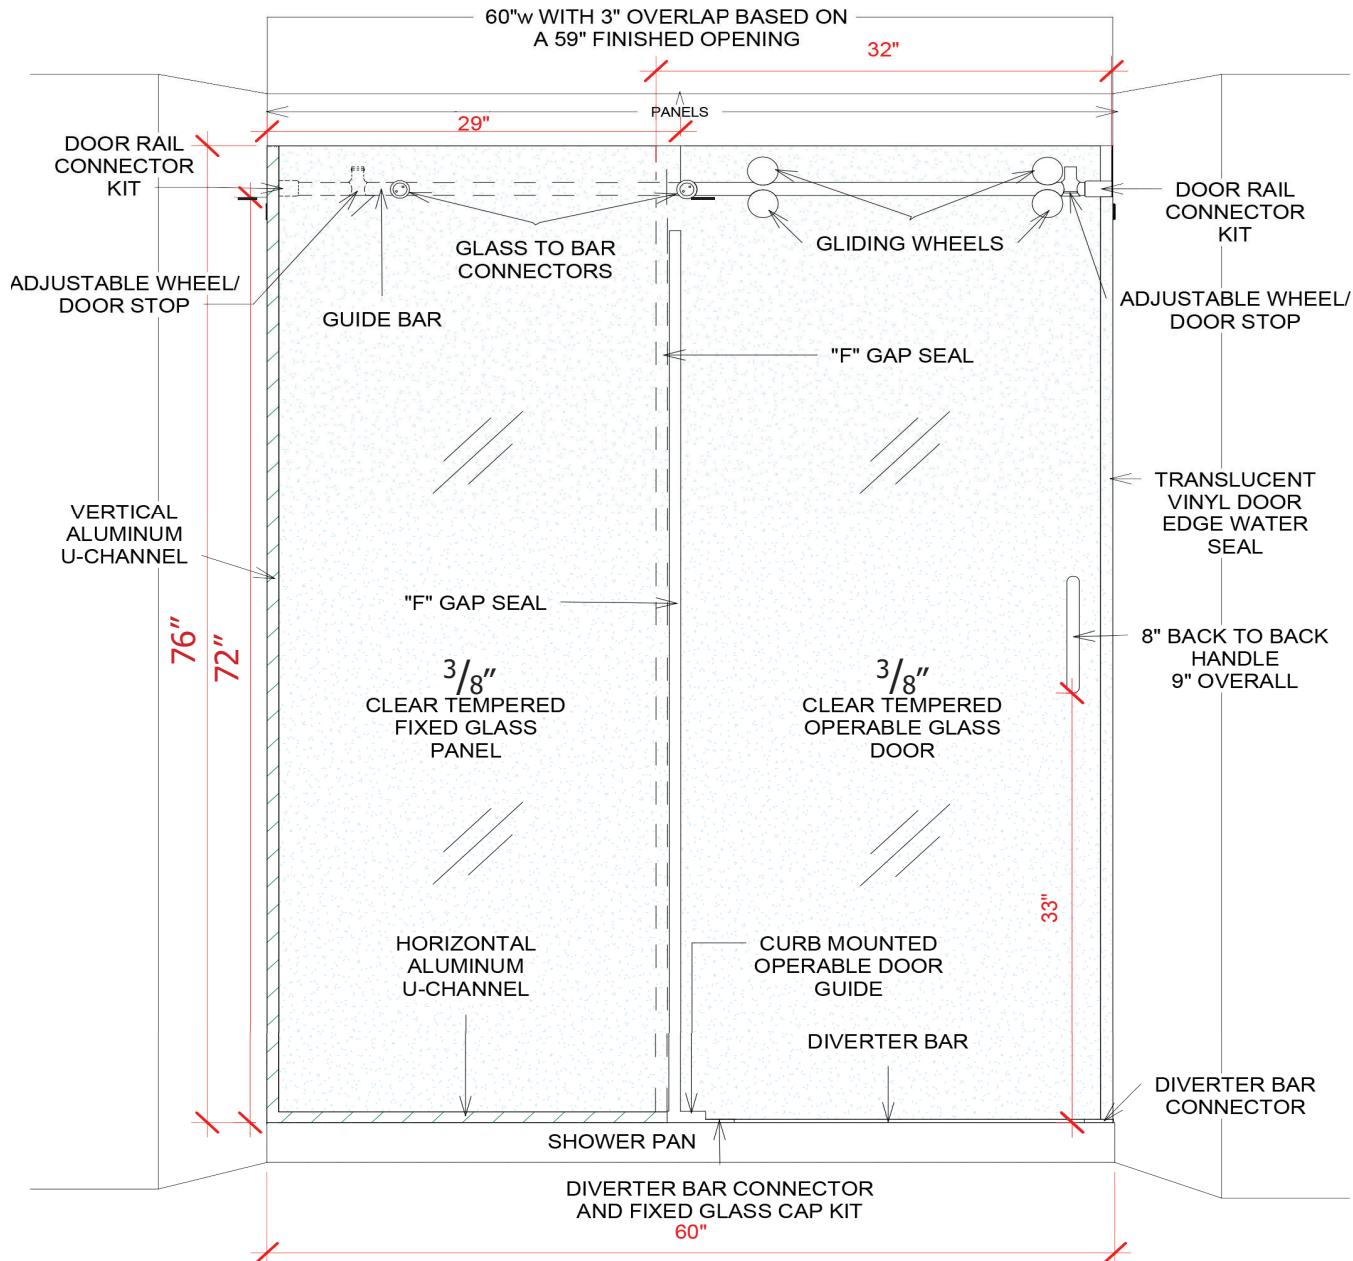 60"w WITH 3" OVERLAP BASED ON
A 59" FINISHED OPENING
32"
PANELS
29"
DOOR RAIL
CONNECTOR
KIT
DOOR RAIL
CONNECTOR
KIT
GLASS TO BAR
CONNECTORS
GLIDING WHEELS
ADJUSTABLE WHEEL/
DOOR STOP
ADJUSTABLE WHEEL/
DOOR STOP
GUIDE BAR
"F" GAP SEAL
TRANSLUCENT
VINYL DOOR
EDGE WATER
SEAL
VERTICAL
ALUMINUM
U-CHANNEL
"F" GAP SEAL
76"
72"
8" BACK TO BACK
HANDLE
9" OVERALL
3/8"
CLEAR TEMPERED
FIXED GLASS
PANEL
3/8"
CLEAR TEMPERED
OPERABLE GLASS
DOOR
33"
HORIZONTAL
ALUMINUM
U-CHANNEL
CURB MOUNTED
OPERABLE DOOR
GUIDE
DIVERTER BAR
DIVERTER BAR
CONNECTOR
SHOWER PAN
DIVERTER BAR CONNECTOR
AND FIXED GLASS CAP KIT
60"